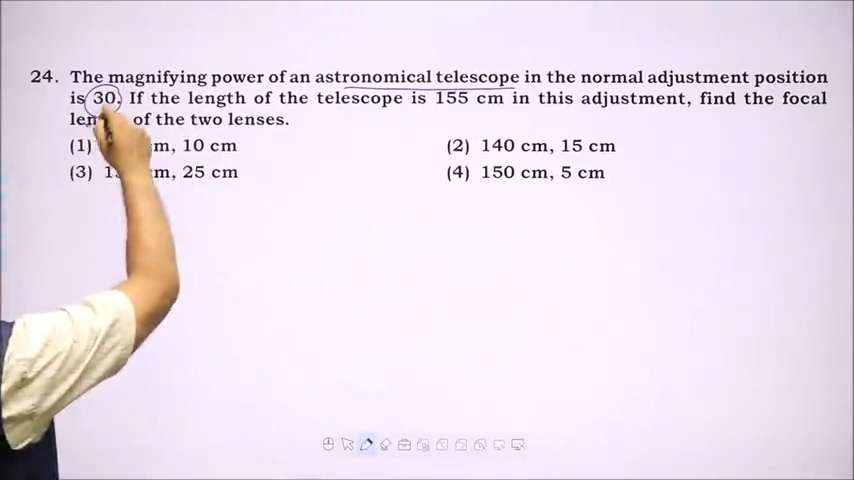 24. The magnifying power of an astronomical telescope in the normal adjustment position
is 30. If the length of the telescope is 155 cm in this adjustment, find the focal
of the two lenses.
(1) cm, 10 cm
(2) 140 cm, 15 cm
(3) cm, 25 cm
(4) 150 cm, 5 cm